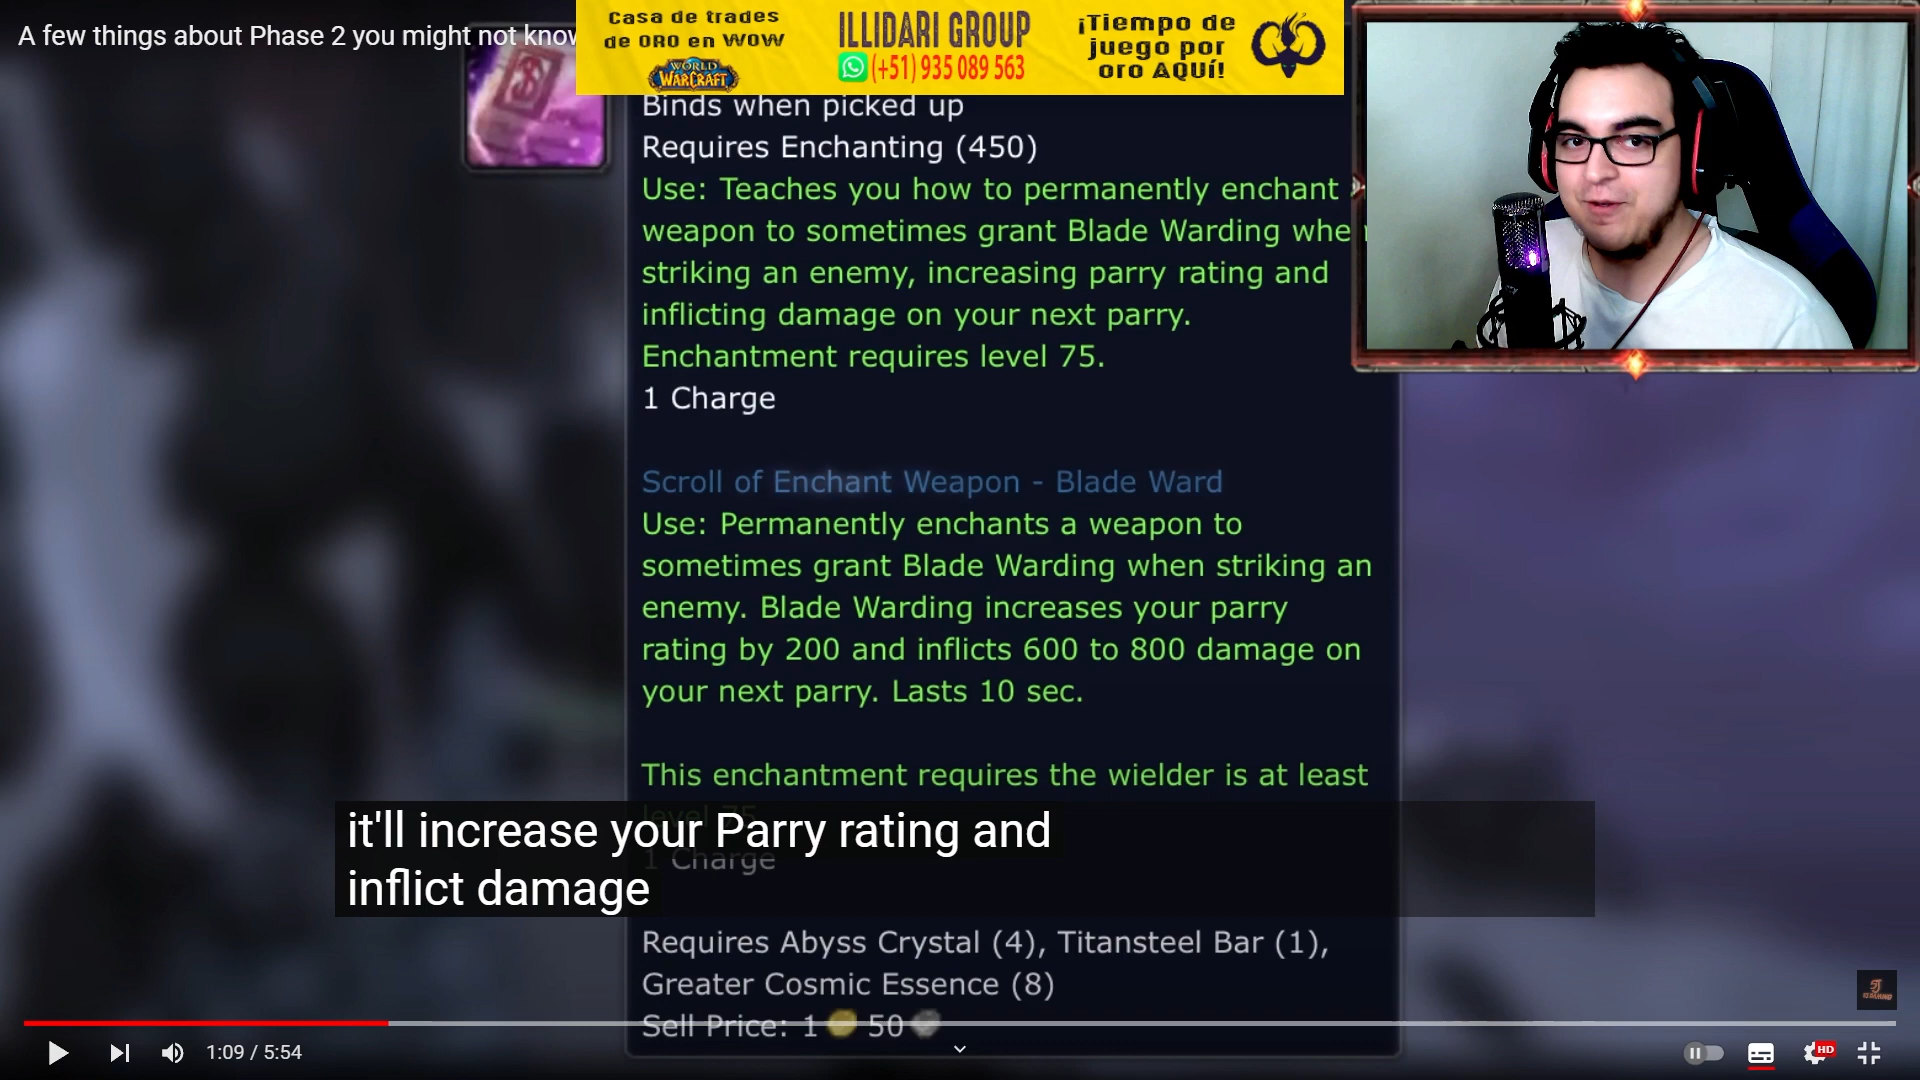 A few things about Phase 2 you might not know
Casa de trades
de ORO en WOW
WORLD
WARCRAFT
ILLIDARI GROUP
(+51) 935 089 563
¡Tiempo de
juego por
oro AQUÍ!
Binds when picked up
Requires Enchanting (450)
Use: Teaches you how to permanently enchant
weapon to sometimes grant Blade Warding when
striking an enemy, increasing parry rating and
inflicting damage on your next parry.
Enchantment requires level 75.
1 Charge
Scroll of Enchant Weapon - Blade Ward
Use: Permanently enchants a weapon to
sometimes grant Blade Warding when striking an
enemy. Blade Warding increases your parry
rating by 200 and inflicts 600 to 800 damage on
your next parry. Lasts 10 sec.
This enchantment requires the wielder is at least
level 75.
it'll increase your Parry rating and
1 Charge
inflict damage
Requires Abyss Crystal (4), Titansteel Bar (1),
Greater Cosmic Essence (8)
Sell Price: 1 50
1:09 / 5:54
HD